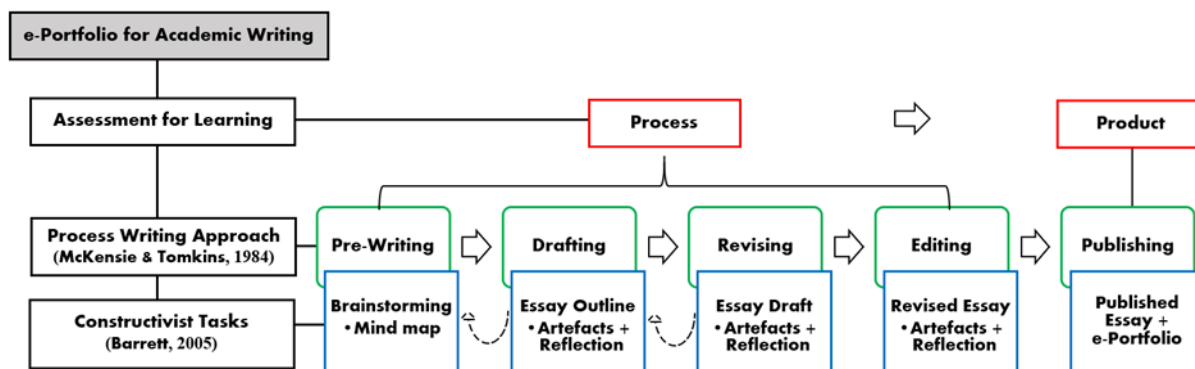 e-Portfolio for Academic Writing
Assessment for Learning
Process
Product
Process Writing Approach
(McKensie & Tomkins, 1984)
Pre-Writing
Drafting
Revising
Editing
Publishing
Constructivist Tasks
(Barrett, 2005)
Brainstorming
• Mind map
Essay Outline
• Artefacts +
Reflection
Essay Draft
• Artefacts +
Reflection
Revised Essay
• Artefacts +
Reflection
Published
Essay +
e-Portfolio